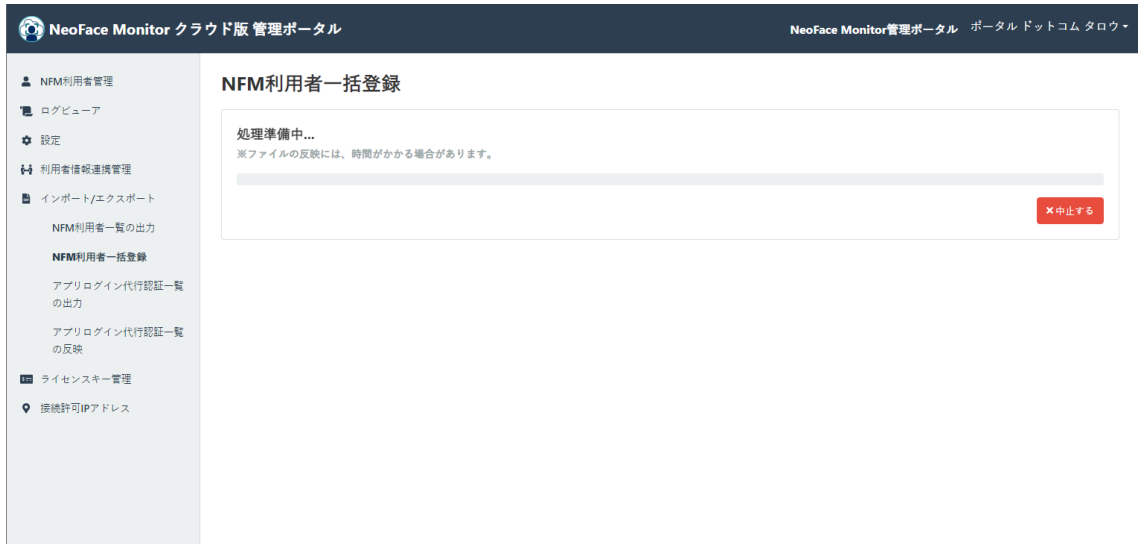 NeoFace Monitor クラウド版 管理ポータル
NeoFace Monitor管理ポータル ポータル ドットコム タロウ
NFM利用者管理
ログビューア
設定
利用者情報連携管理
インポート/エクスポート
NFM利用者一覧の出力
NFM利用者一括登録
アプリログイン代行認証一覧
の出力
アプリログイン代行認証一覧
の反映
ライセンスキー管理
接続許可IPアドレス
NFM利用者一括登録
処理準備中...
※ファイルの反映には、時間がかかる場合があります。
×中止する